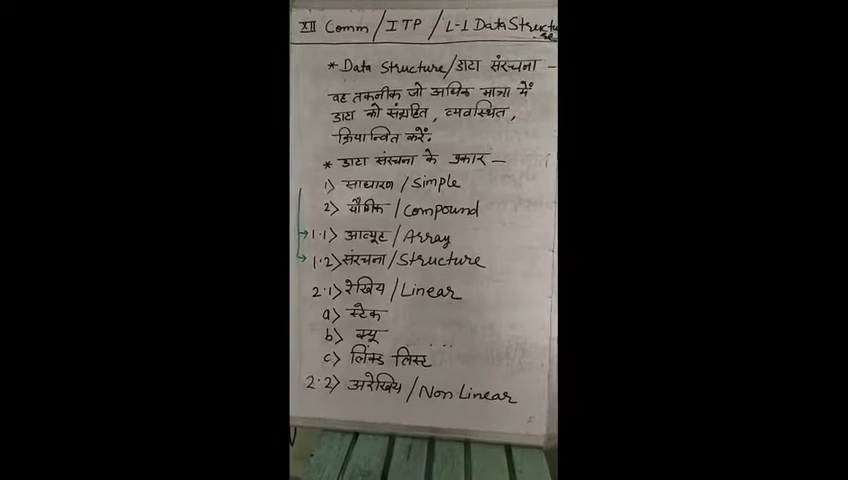 XII Comm / ITP / L-1 Data Structure
* Data Structure/डाटा संरचना –
वह तकनीक जो अधिक मात्रा में
डाटा को संग्रहित, व्यवस्थित,
क्रियान्वित करें.
* डाटा संरचना के प्रकार –
1> साधारण / Simple
2> यौगिक / Compound
1.1> आव्यूह / Array
1.2> संरचना / Structure
2.1> रेखिय / Linear
a> स्टेक
b> क्यू
c> लिंक्ड लिस्ट
2.2> अरेखिय / Non Linear